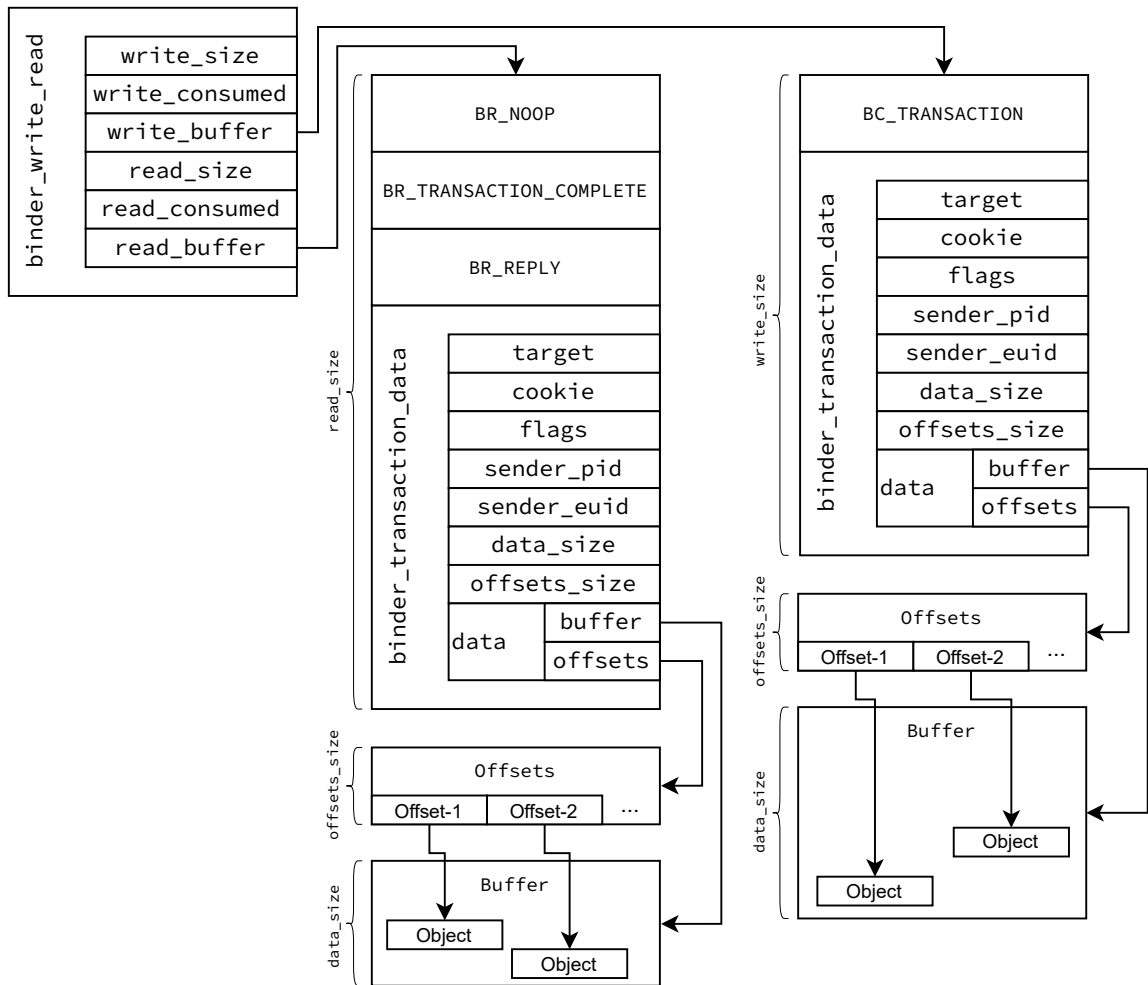 binder_write_read
write_size
write_consumed
write_buffer
read_size
read_consumed
read_buffer
read_size
BR_NOOP
BR_TRANSACTION_COMPLETE
BR_REPLY
binder_transaction_data
target
cookie
flags
sender_pid
sender_euid
data_size
offsets_size
data
buffer
offsets
offsets_size
Offsets
Offset-1
Offset-2
...
data_size
Buffer
Object
Object
write_size
BC_TRANSACTION
binder_transaction_data
target
cookie
flags
sender_pid
sender_euid
data_size
offsets_size
data
buffer
offsets
offsets_size
Offsets
Offset-1
Offset-2
...
data_size
Buffer
Object
Object